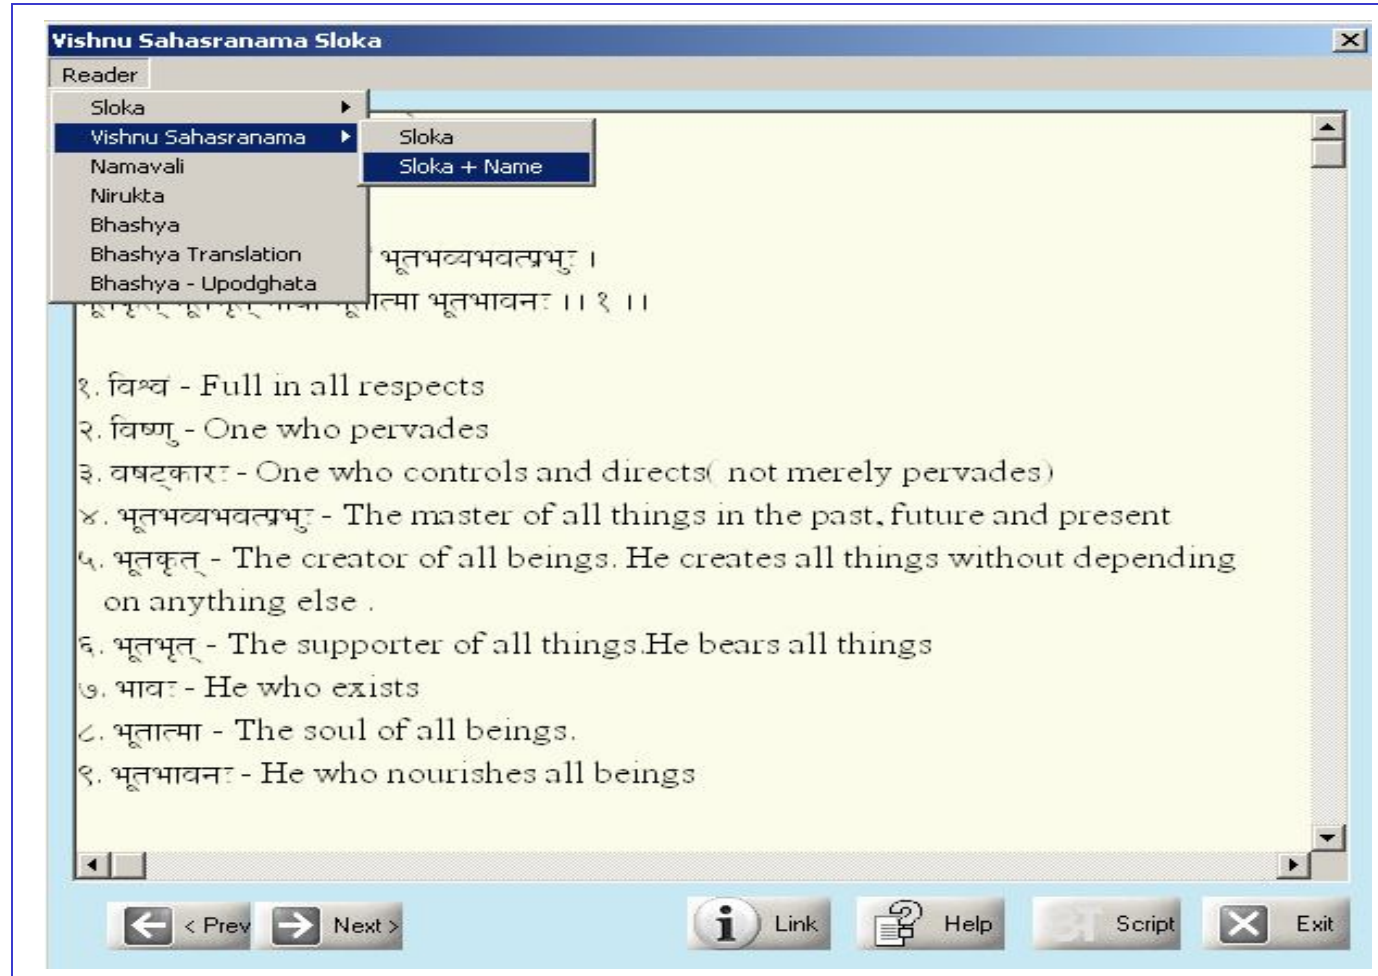 Vishnu Sahasranama Sloka
Reader
Sloka
Vishnu Sahasranama
Namavali
Nirukta
Bhashya
Bhashya Translation
Bhashya - Upodghata
Sloka
Sloka + Name
भूतभव्यभवत्प्रभुः ।
भूतभावनः ।। १ ।।
१. विश्वं - Full in all respects
२. विष्णु - One who pervades
३. वषट्कारः - One who controls and directs( not merely pervades)
४. भूतभव्यभवत्प्रभुः - The master of all things in the past, future and present
५. भूतकृत् - The creator of all beings. He creates all things without depending
on anything else .
६. भूतभृत् - The supporter of all things.He bears all things
७. भावः - He who exists
८. भूतात्मा - The soul of all beings.
९. भूतभावनः - He who nourishes all beings
< Prev Next > Link Help Script Exit